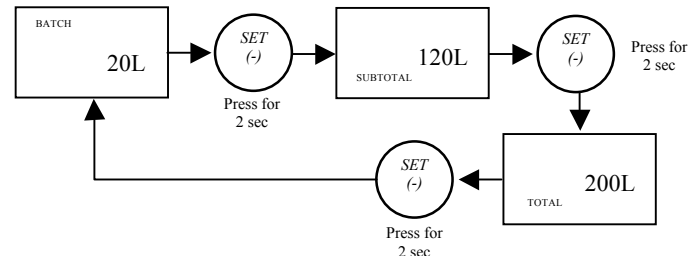 BATCH
20L
SET
(-)
Press for
2 sec
120L
SUBTOTAL
SET
(-)
Press for
2 sec
200L
TOTAL
SET
(-)
Press for
2 sec